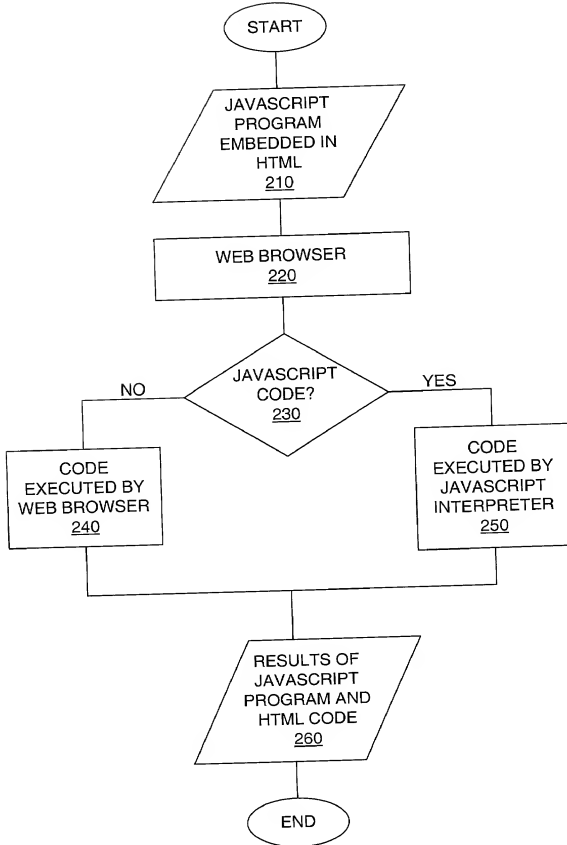 START
JAVASCRIPT
PROGRAM
EMBEDDED IN
HTML
210
WEB BROWSER
220
JAVASCRIPT
CODE?
230
NO
YES
CODE
EXECUTED BY
WEB BROWSER
240
CODE
EXECUTED BY
JAVASCRIPT
INTERPRETER
250
RESULTS OF
JAVASCRIPT
PROGRAM AND
HTML CODE
260
END